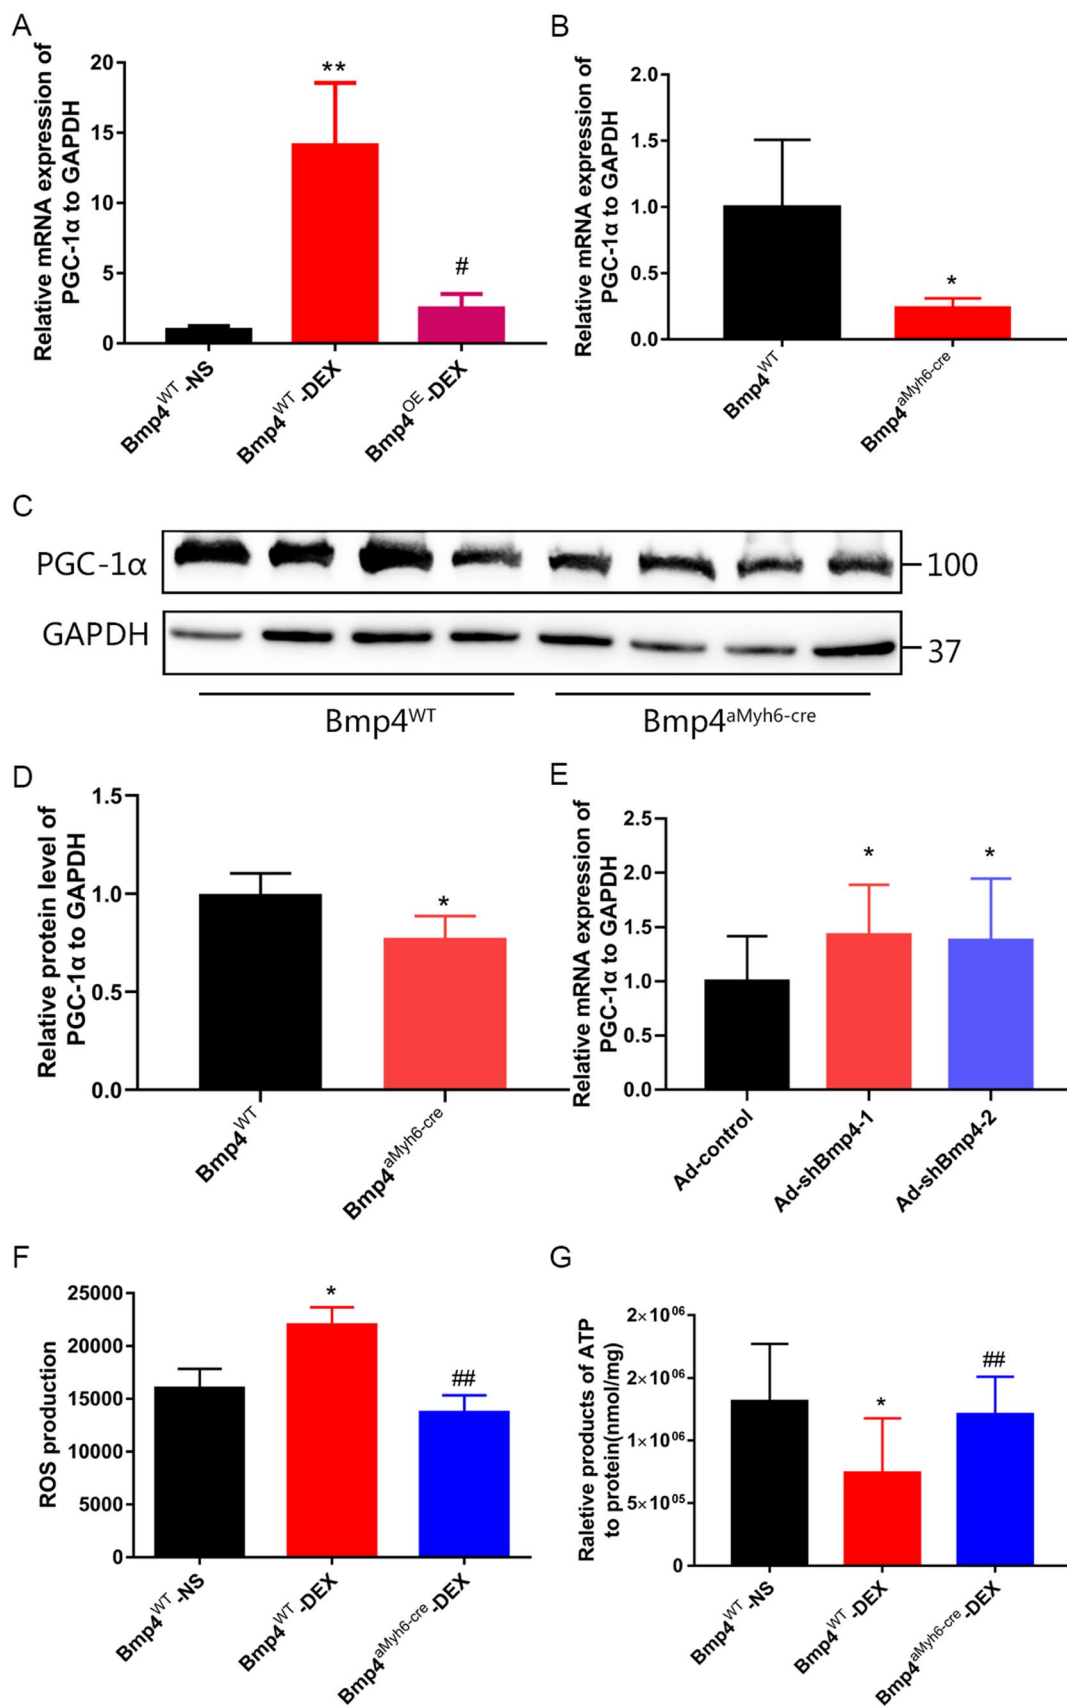 A
Relative mRNA expression of
PGC-1α to GAPDH
20
15
10
5
0
**
#
Bmp4WT-NS
Bmp4WT-DEX
Bmp4OE-DEX
B
Relative mRNA expression of
PGC-1α to GAPDH
2.0
1.5
1.0
0.5
0.0
*
Bmp4WT
Bmp4aMyh6-cre
C
PGC-1α
100
GAPDH
37
Bmp4WT
Bmp4aMyh6-cre
D
Relative protein level of
PGC-1α to GAPDH
1.5
1.0
0.5
0.0
*
Bmp4WT
Bmp4aMyh6-cre
E
Relative mRNA expression of
PGC-1α to GAPDH
2.5
2.0
1.5
1.0
0.5
0.0
*
*
Ad-control
Ad-shBmp4-1
Ad-shBmp4-2
F
ROS production
25000
20000
15000
10000
5000
0
*
##
Bmp4WT-NS
Bmp4WT-DEX
Bmp4aMyh6-cre-DEX
G
Raletive products of ATP
to protein(nmol/mg)
2×1006
2×1006
1×1006
5×1005
0
*
##
Bmp4WT-NS
Bmp4WT-DEX
Bmp4aMyh6-cre-DEX